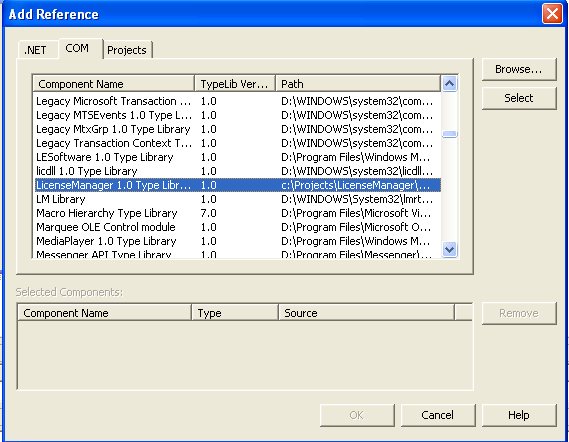 Add Reference
.NET COM Projects
Component Name TypeLib Ver... Path
Legacy Microsoft Transaction ... 1.0 D:\WINDOWS\system32\com...
Legacy MTSEvents 1.0 Type L... 1.0 D:\WINDOWS\system32\com...
Legacy MtxGrp 1.0 Type Library 1.0 D:\WINDOWS\system32\com...
Legacy Transaction Context T... 1.0 D:\WINDOWS\system32\com...
LESoftware 1.0 Type Library 1.0 D:\Program Files\Windows M...
licdll 1.0 Type Library 1.0 D:\WINDOWS\system32\licdll...
LicenseManager 1.0 Type Libr... 1.0 c:\Projects\LicenseManager\...
LM Library 1.0 D:\WINDOWS\System32\lmrt...
Macro Hierarchy Type Library 7.0 D:\Program Files\Microsoft Vi...
Marquee OLE Control module 1.0 D:\Program Files\Microsoft O...
MediaPlayer 1.0 Type Library 1.0 D:\Program Files\Windows M...
Messenger API Type Library 1.0 D:\Program Files\Messenger\...
Browse...
Select
Selected Components:
Component Name Type Source
Remove
OK Cancel Help